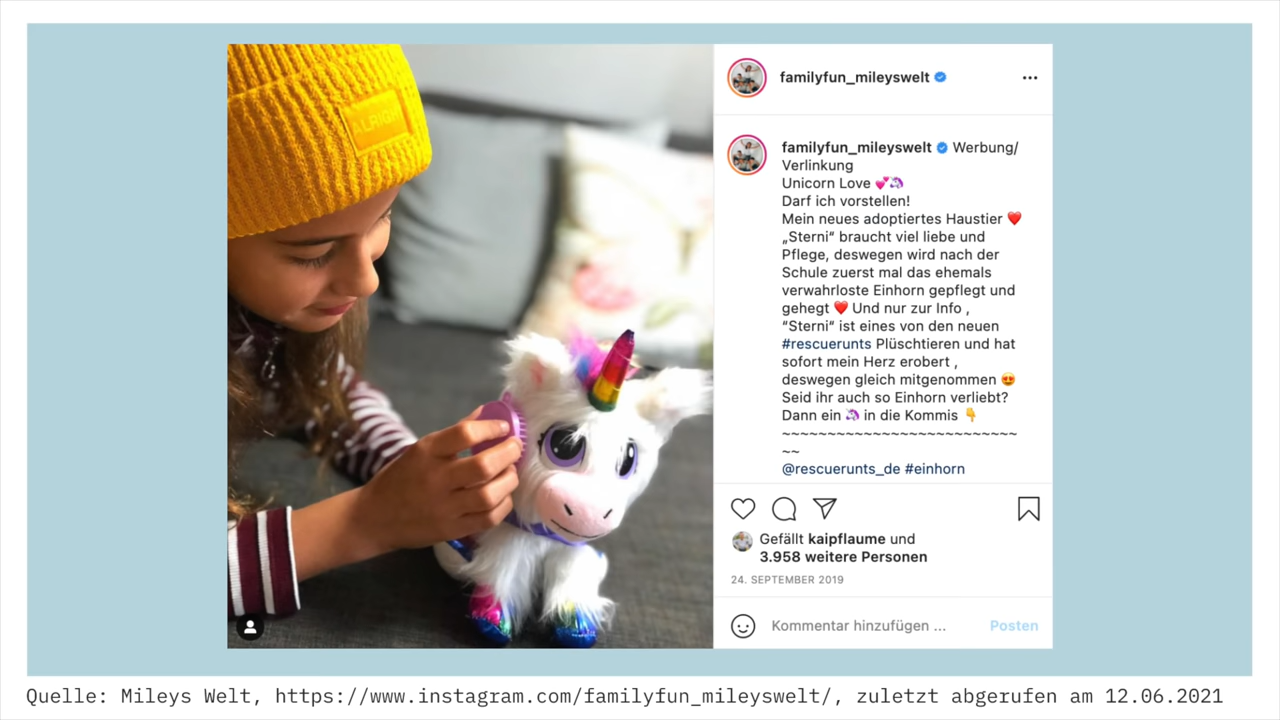 ALRIGHT
familyfun_mileyswelt
familyfun_mileyswelt Werbung/
Verlinkung
Unicorn Love 💕🦄
Darf ich vorstellen!
Mein neues adoptiertes Haustier ❤️
„Sterni“ braucht viel liebe und
Pflege, deswegen wird nach der
Schule zuerst mal das ehemals
verwahrloste Einhorn gepflegt und
gehegt ❤️ Und nur zur Info ,
“Sterni“ ist eines von den neuen
#rescuerunts Plüschtieren und hat
sofort mein Herz erobert ,
deswegen gleich mitgenommen 😍
Seid ihr auch so Einhorn verliebt?
Dann ein 🦄 in die Kommis 👇
~~~~~~~~~~~~~~~~~~~~~~~~~~
~~
@rescuerunts_de #einhorn
Gefällt kaipflaume und
3.958 weitere Personen
24. SEPTEMBER 2019
Kommentar hinzufügen ... Posten
Quelle: Mileys Welt, https://www.instagram.com/familyfun_mileyswelt/, zuletzt abgerufen am 12.06.2021